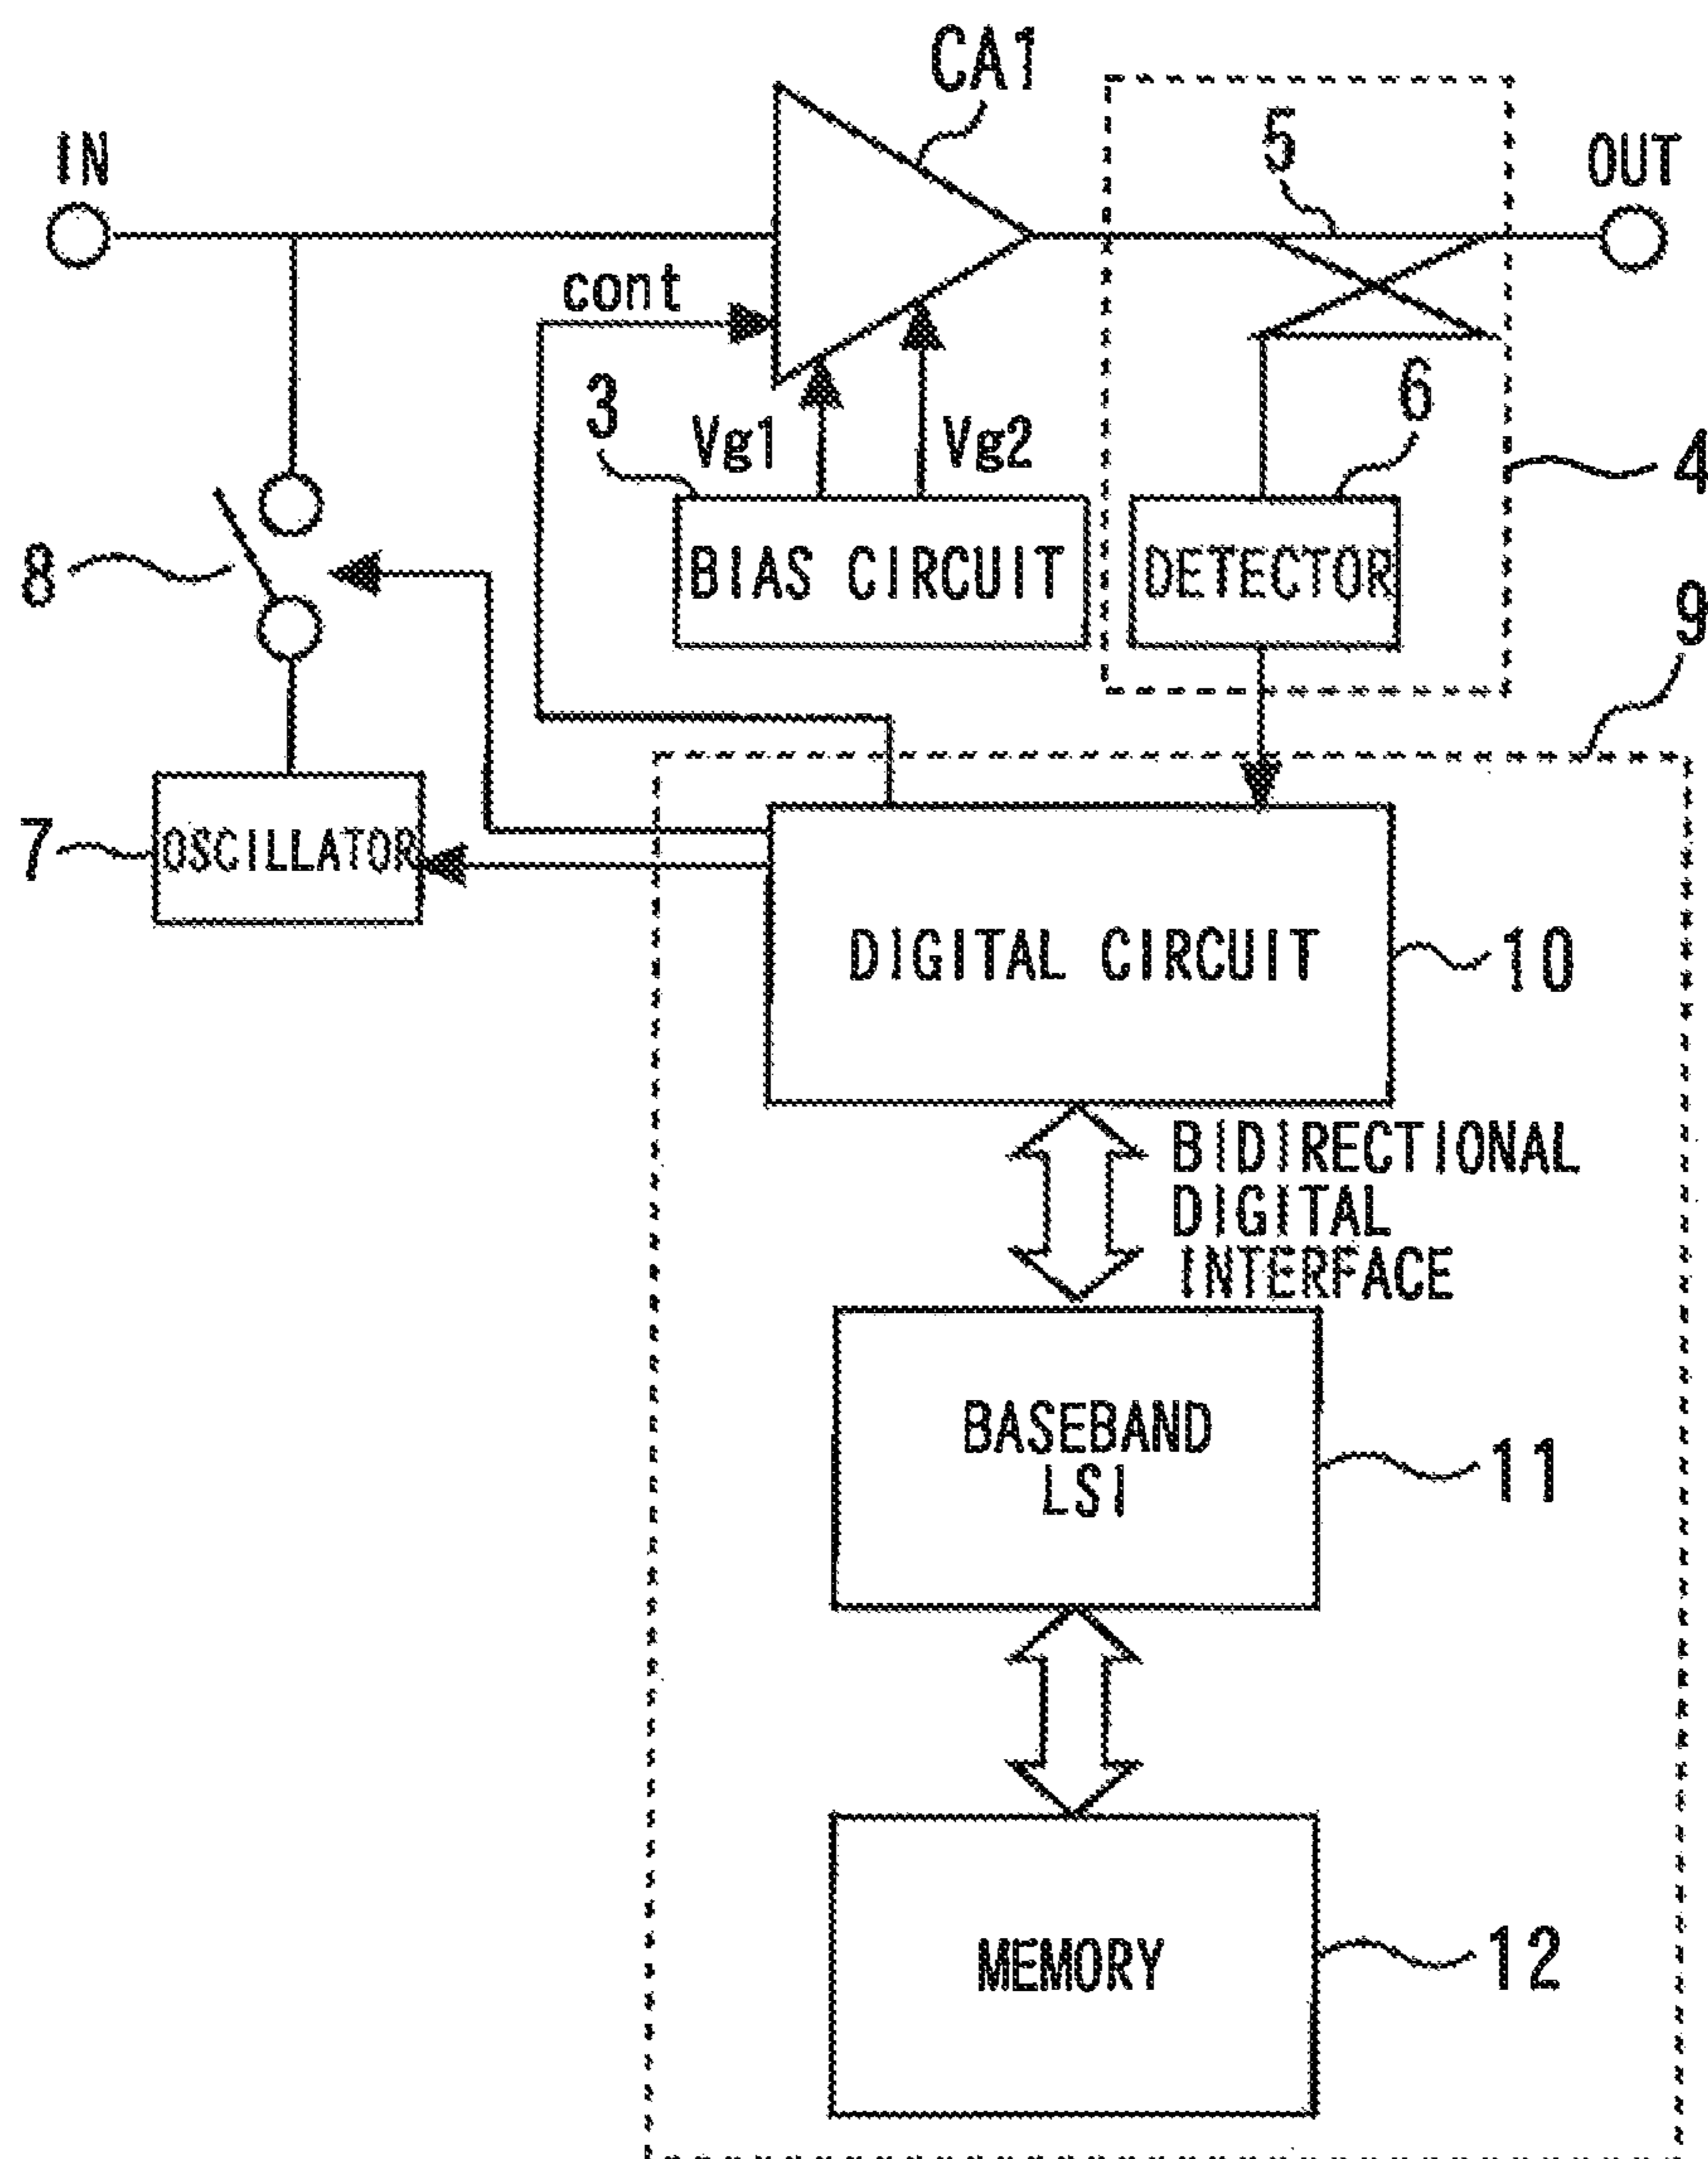 CA1
IN
5
OUT
cont
3
Vg1
Vg2
6
4
8
BIAS CIRCUIT
DETECTOR
9
7
OSCILLATOR
DIGITAL CIRCUIT
10
BIDIRECTIONAL
DIGITAL
INTERFACE
BASEBAND
LSI
11
MEMORY
12